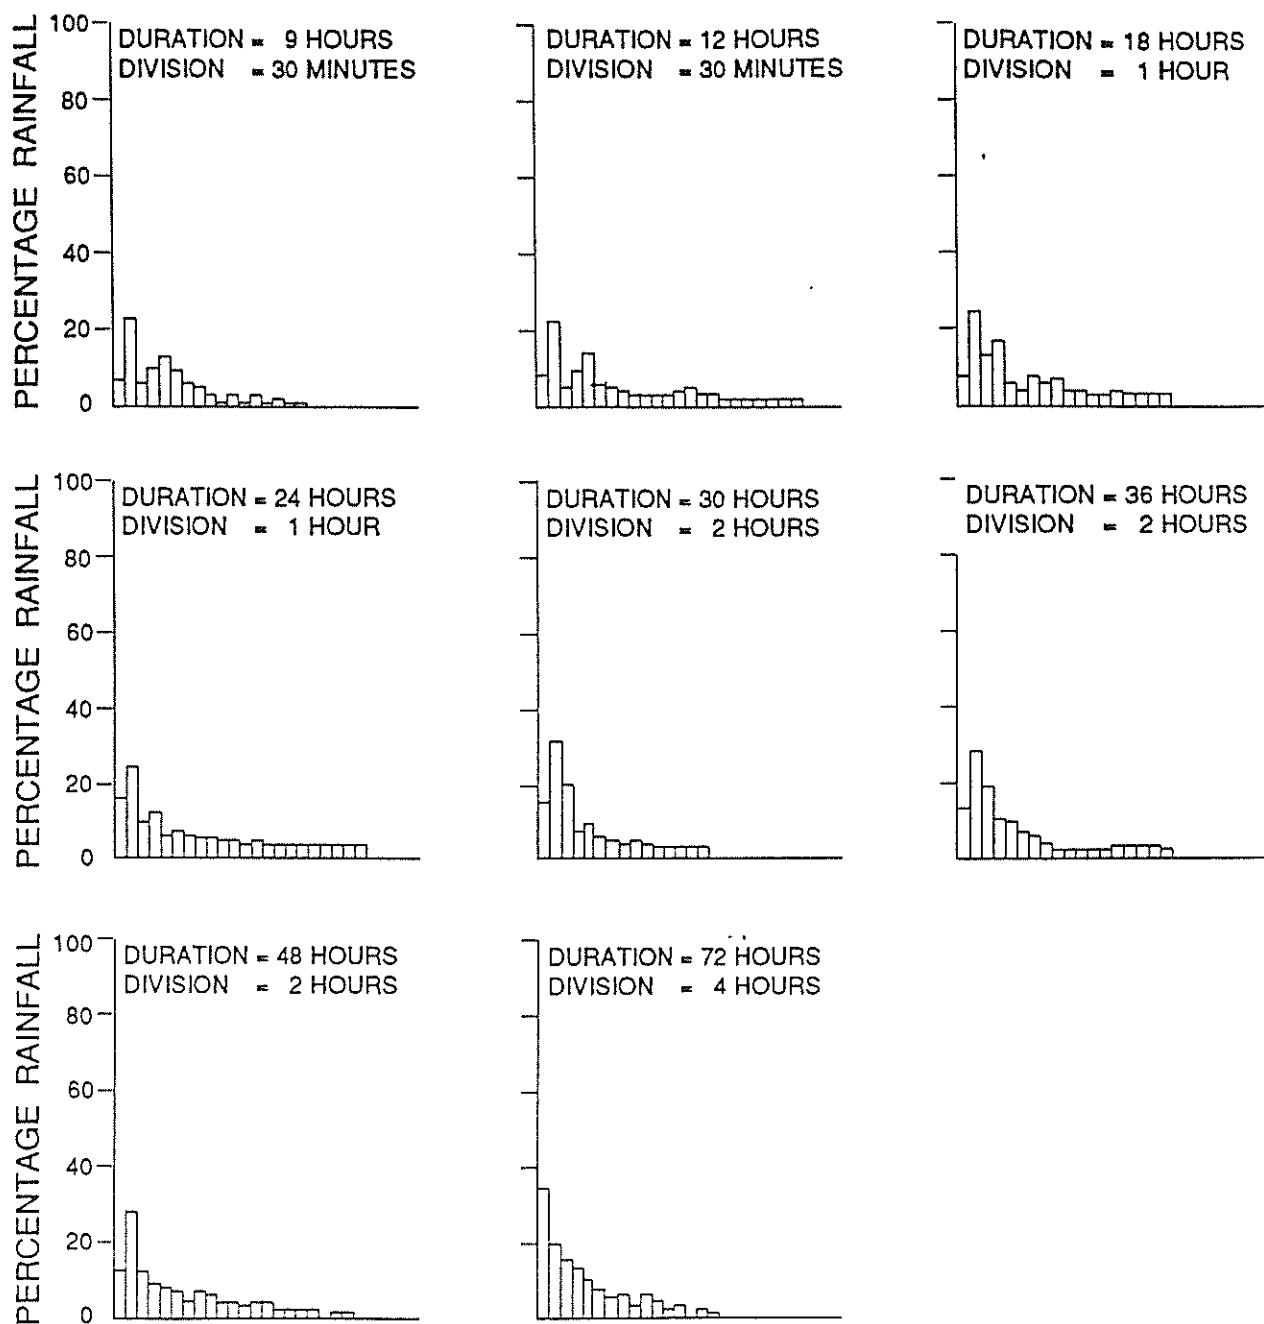 PERCENTAGE RAINFALL
100
80
60
40
20
0
DURATION = 9 HOURS
DIVISION = 30 MINUTES
DURATION = 12 HOURS
DIVISION = 30 MINUTES
DURATION = 18 HOURS
DIVISION = 1 HOUR
PERCENTAGE RAINFALL
100
80
60
40
20
0
DURATION = 24 HOURS
DIVISION = 1 HOUR
DURATION = 30 HOURS
DIVISION = 2 HOURS
DURATION = 36 HOURS
DIVISION = 2 HOURS
PERCENTAGE RAINFALL
100
80
60
40
20
0
DURATION = 48 HOURS
DIVISION = 2 HOURS
DURATION = 72 HOURS
DIVISION = 4 HOURS